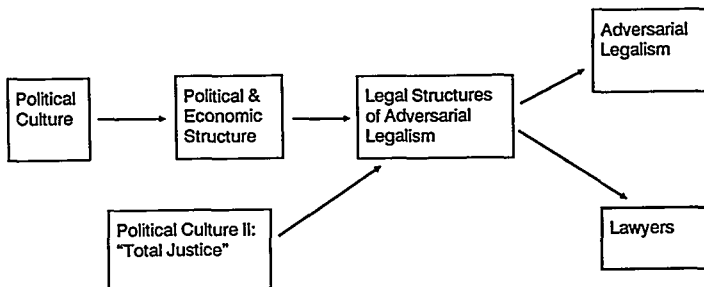 Political
Culture
Political &
Economic
Structure
Legal Structures
of Adversarial
Legalism
Adversarial
Legalism
Political Culture II:
"Total Justice"
Lawyers